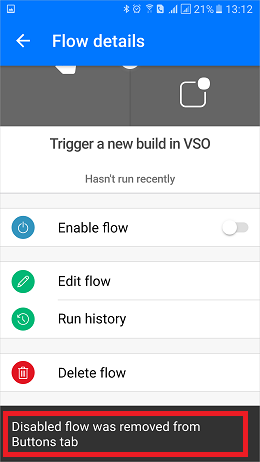 21% 13:12
Flow details
Trigger a new build in VSO
Hasn't run recently
Enable flow
Edit flow
Run history
Delete flow
Disabled flow was removed from
Buttons tab